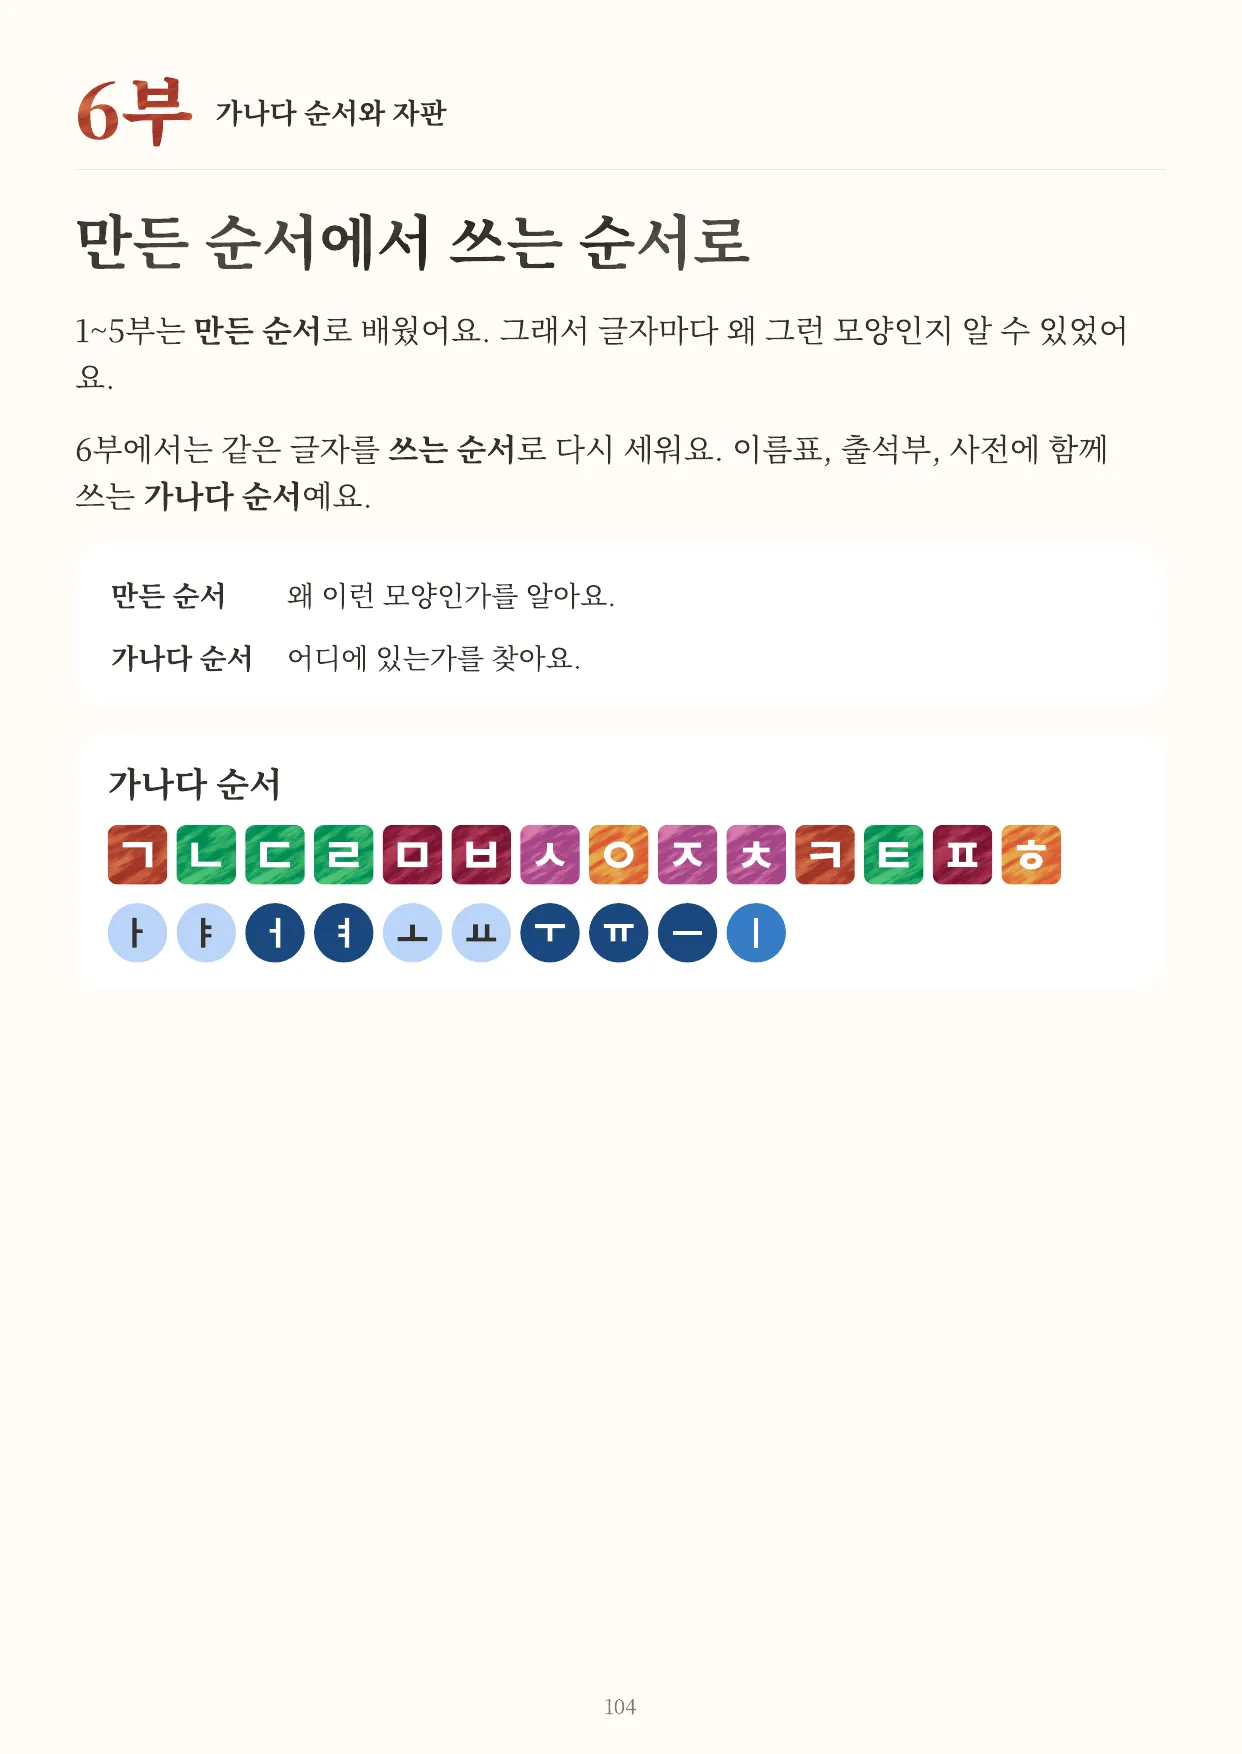 6부 가나다 순서와 자판
만든 순서에서 쓰는 순서로
1~5부는 만든 순서로 배웠어요. 그래서 글자마다 왜 그런 모양인지 알 수 있었어
요.
6부에서는 같은 글자를 쓰는 순서로 다시 세워요. 이름표, 출석부, 사전에 함께
쓰는 가나다 순서예요.
만든 순서 왜 이런 모양인가를 알아요.
가나다 순서 어디에 있는가를 찾아요.
가나다 순서
ㄱ ㄴ ㄷ ㄹ ㅁ ㅂ ㅅ ㅇ ㅈ ㅊ ㅋ ㅌ ㅍ ㅎ
ㅏ ㅑ ㅓ ㅕ ㅗ ㅛ ㅜ ㅠ ㅡ ㅣ
104